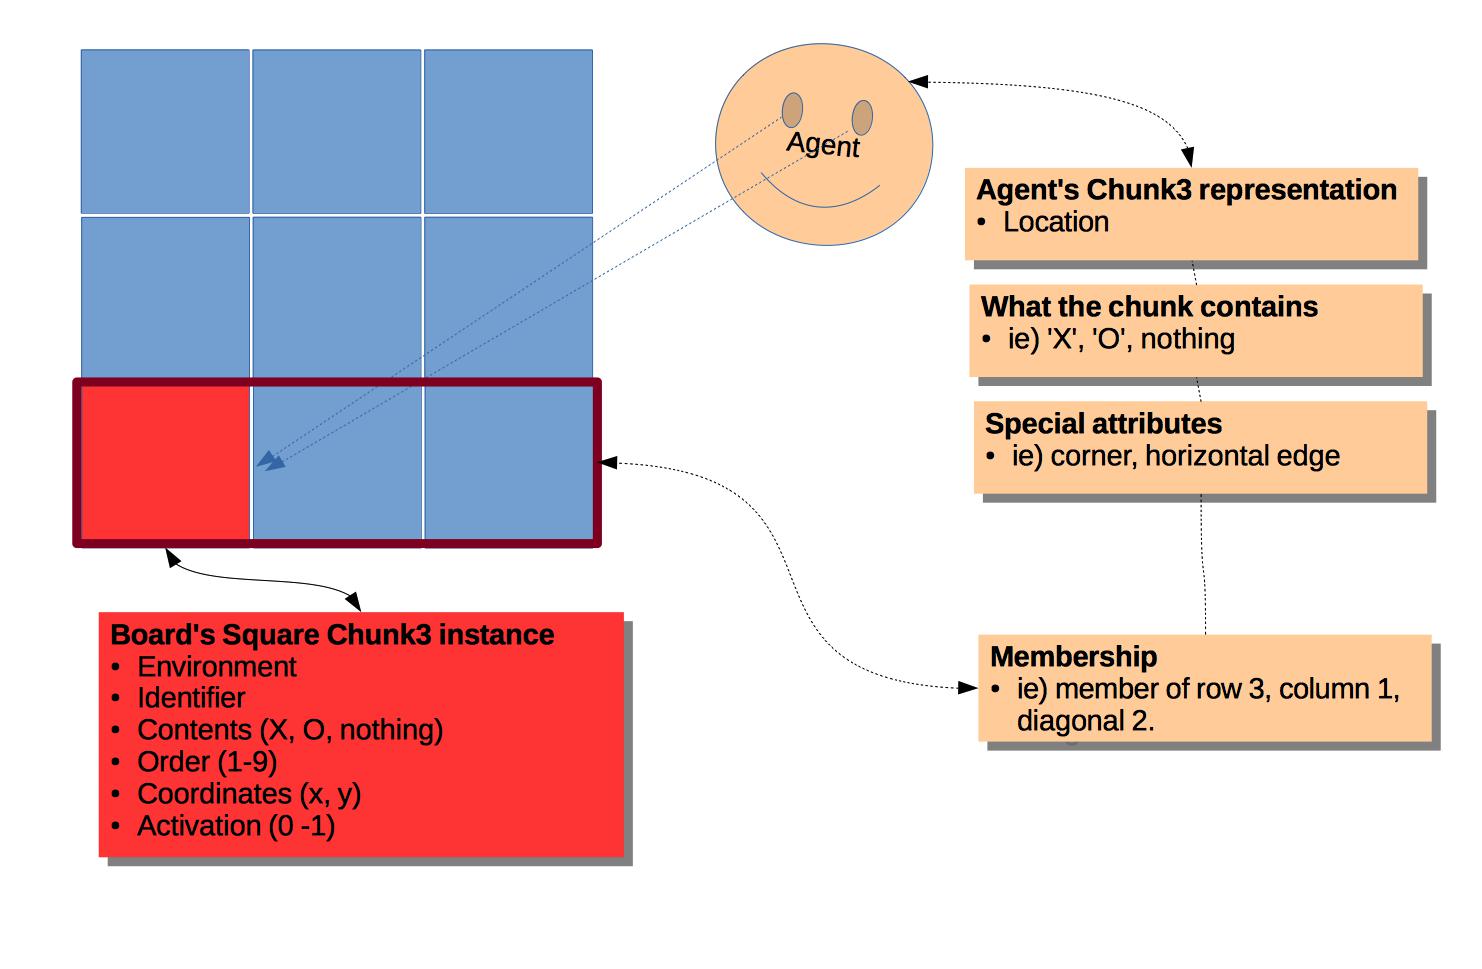 Agent
Agent's Chunk3 representation
• Location
What the chunk contains
• ie) 'X', 'O', nothing
Special attributes
• ie) corner, horizontal edge
Board's Square Chunk3 instance
• Environment
• Identifier
• Contents (X, O, nothing)
• Order (1-9)
• Coordinates (x, y)
• Activation (0 -1)
Membership
• ie) member of row 3, column 1,
diagonal 2.